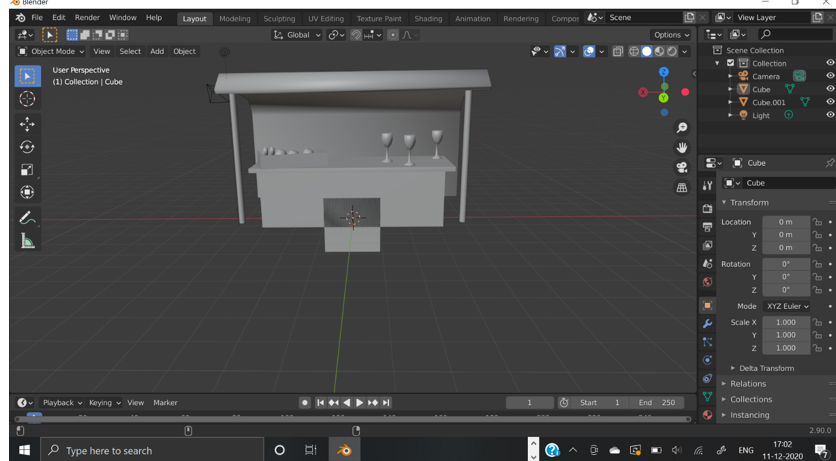 Blender
File Edit Render Window Help Layout Modeling Sculpting UV Editing Texture Paint Shading Animation Rendering Compos Scene View Layer
Global Options
Object Mode View Select Add Object
User Perspective
(1) Collection | Cube
Scene Collection
Collection
Camera
Cube
Cube.001
Light
Cube
Cube
Transform
Location 0 m
Y 0 m
Z 0 m
Rotation 0°
Y 0°
Z 0°
Mode XYZ Euler
Scale X 1.000
Y 1.000
Z 1.000
Delta Transform
Relations
Collections
Instancing
Playback Keying View Marker 1 Start 1 End 250
2.90.0
Type here to search
ENG
17:02
11-12-2020